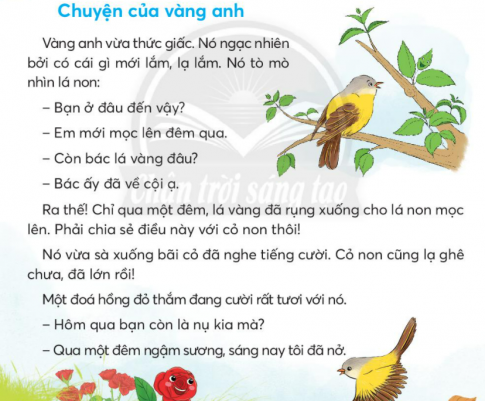 Chuyện của vàng anh
Vàng anh vừa thức giấc. Nó ngạc nhiên
bởi có cái gì mới lắm, lạ lắm. Nó tò mò
nhìn lá non:
– Bạn ở đâu đến vậy?
– Em mới mọc lên đêm qua.
– Còn bác lá vàng đâu?
– Bác ấy đã về cội ạ.
Chân trời sáng tạo
Ra thế! Chỉ qua một đêm, lá vàng đã rụng xuống cho lá non mọc
lên. Phải chia sẻ điều này với cỏ non thôi!
Nó vừa sà xuống bãi cỏ đã nghe tiếng cười. Cỏ non cũng lạ ghê
chưa, đã lớn rồi!
Một đoá hồng đỏ thắm đang cười rất tươi với nó.
– Hôm qua bạn còn là nụ kia mà?
– Qua một đêm ngậm sương, sáng nay tôi đã nở.